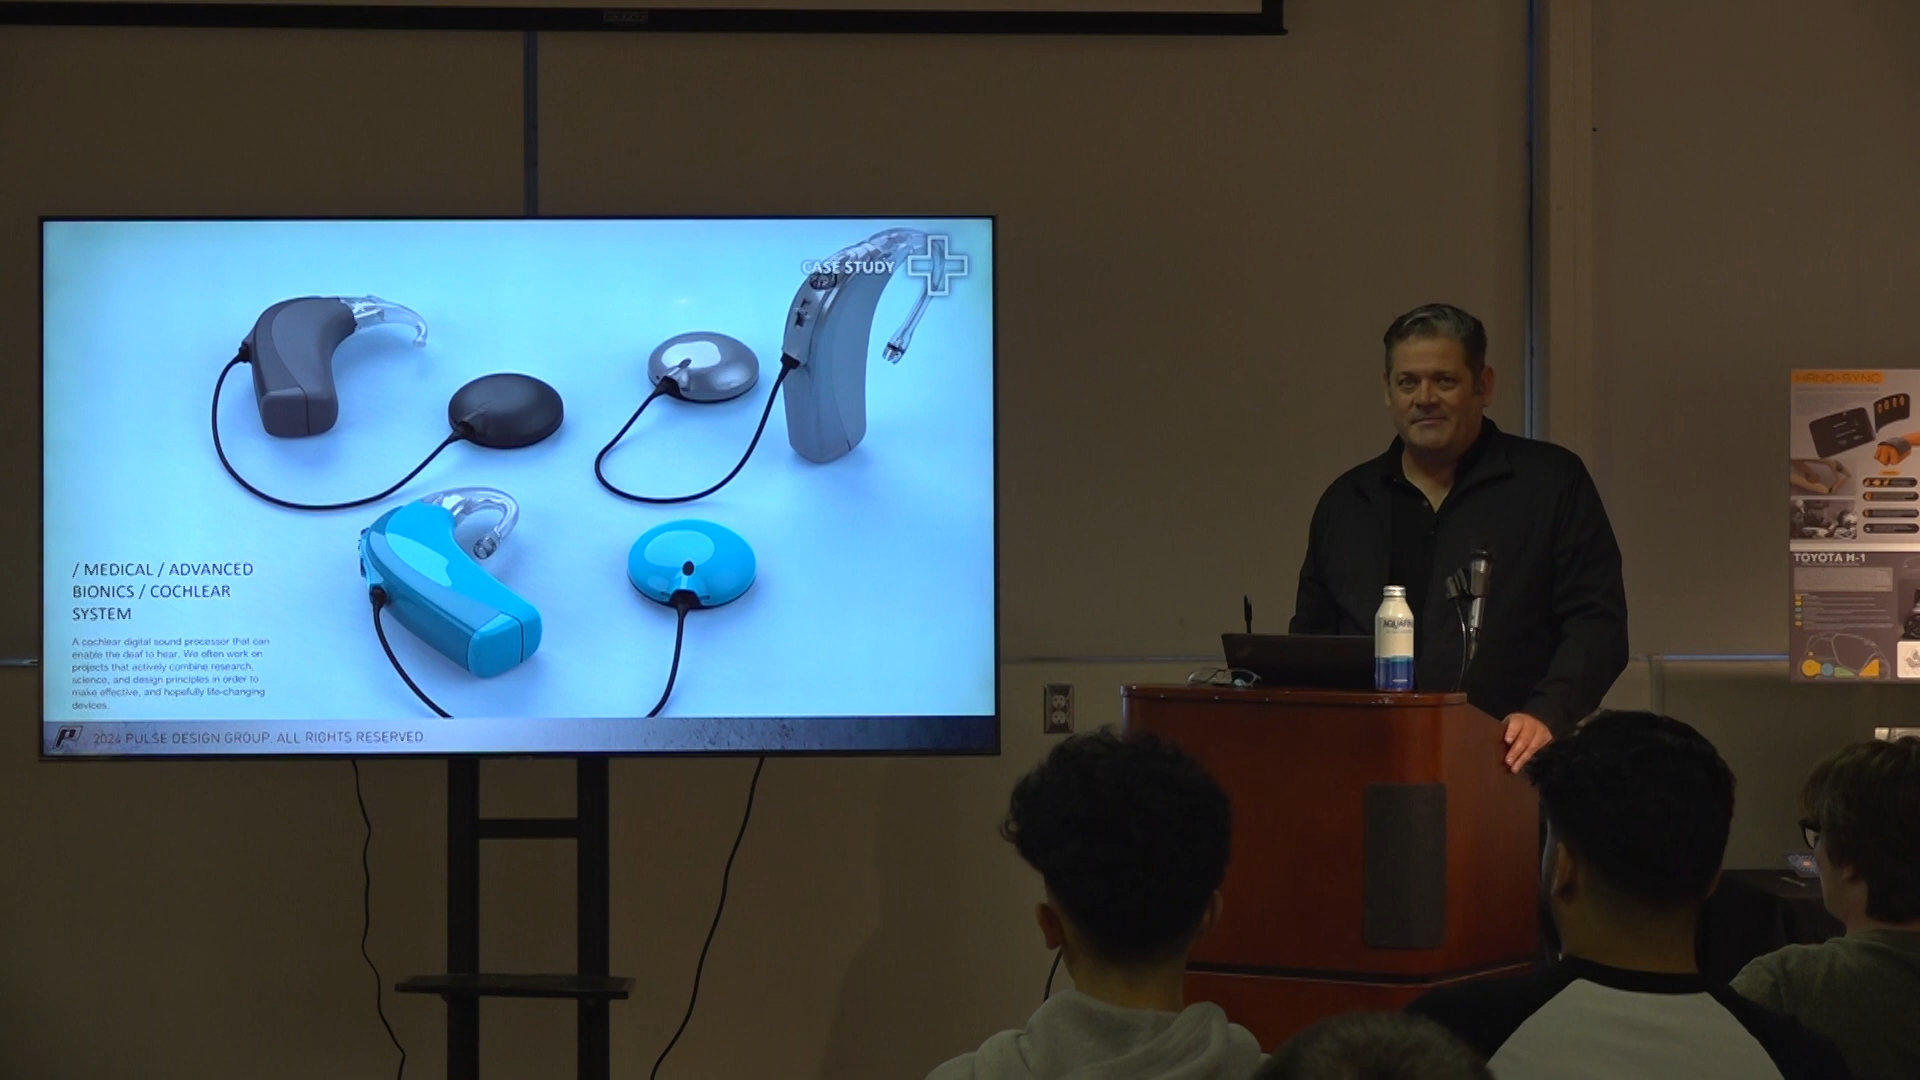 CASE STUDY
/ MEDICAL / ADVANCED
BIONICS / COCHLEAR
SYSTEM
A cochlear digital sound processor that can
enable the deaf to hear. We often work on
projects that actively combine research,
science, and design principles in order to
make effective, and hopefully life-changing
devices.
2024 PULSE DESIGN GROUP. ALL RIGHTS RESERVED
HAND-SYNC
TOYOTA M-1